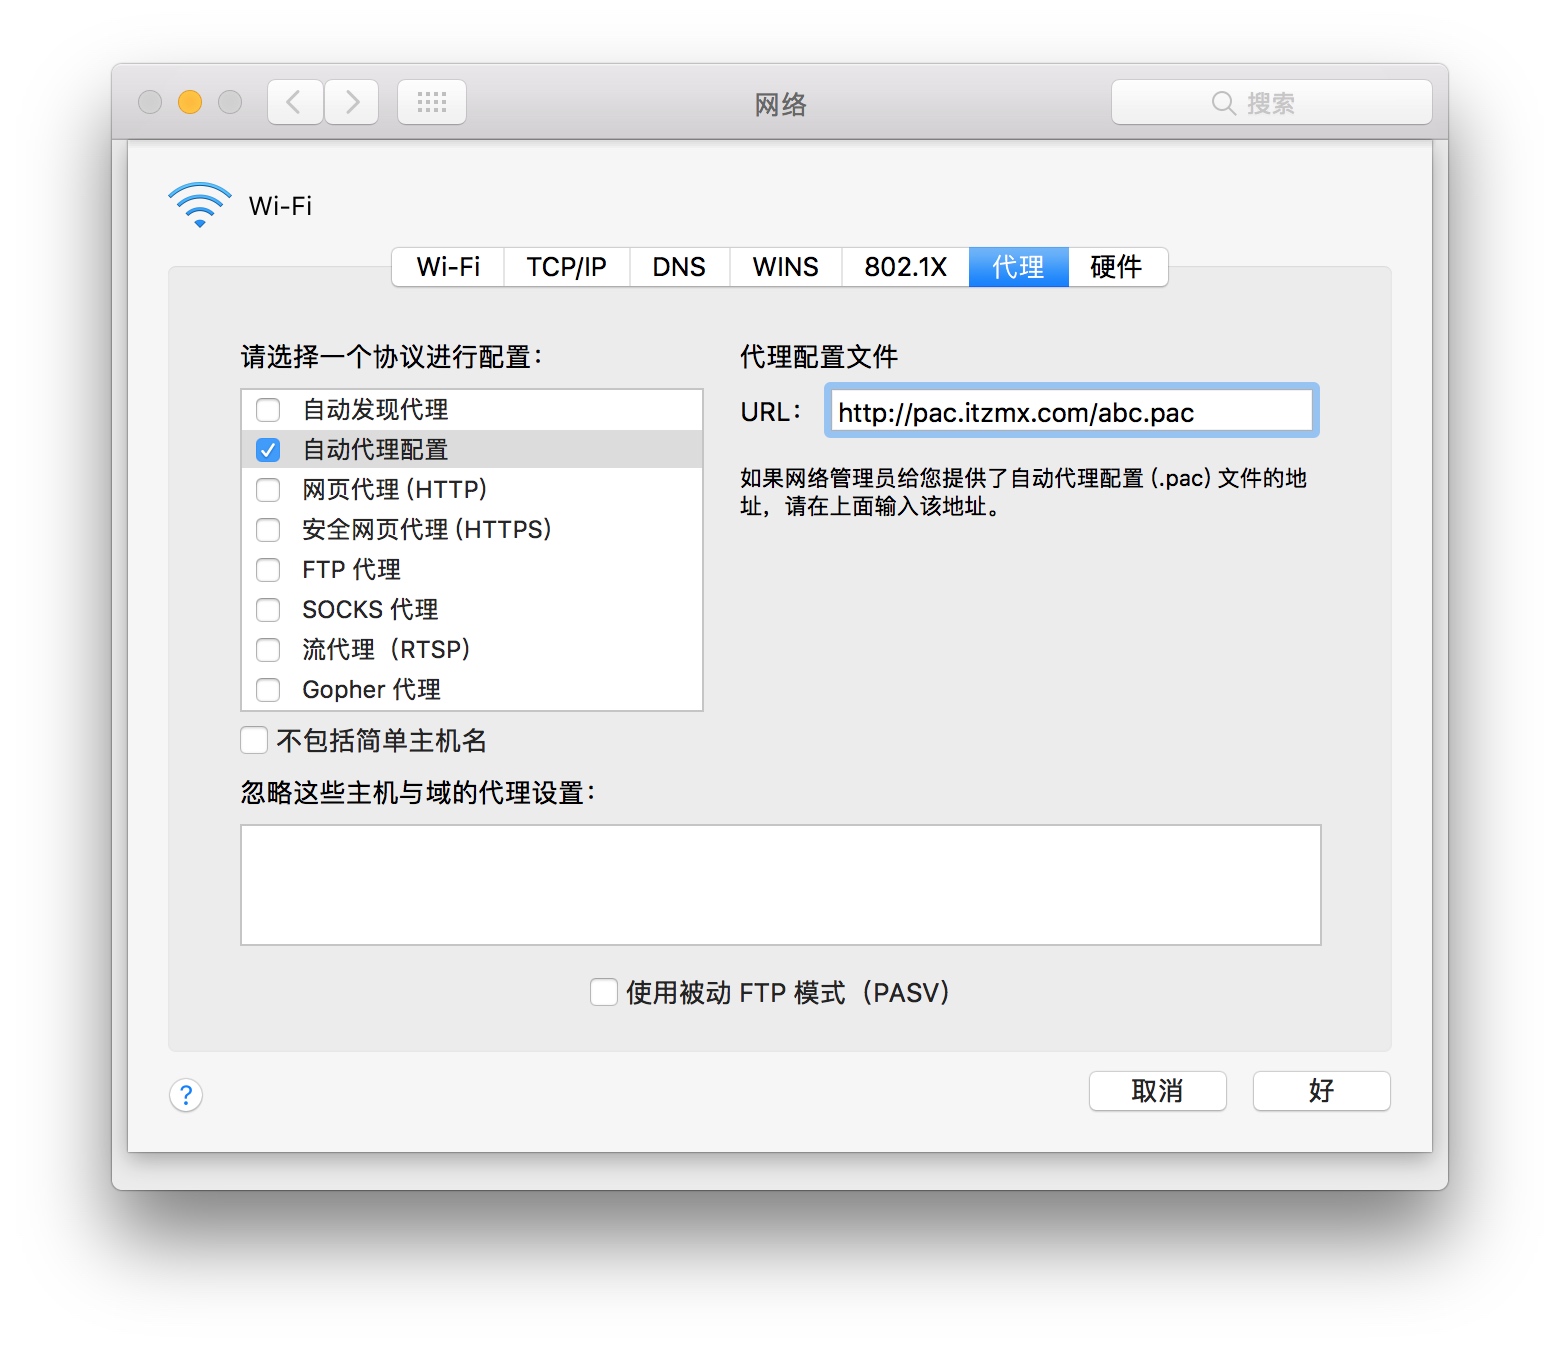 网络
搜索
Wi-Fi
Wi-Fi TCP/IP DNS WINS 802.1X 代理 硬件
请选择一个协议进行配置：
自动发现代理
自动代理配置
网页代理 (HTTP)
安全网页代理 (HTTPS)
FTP 代理
SOCKS 代理
流代理（RTSP）
Gopher 代理
代理配置文件
URL： http://pac.itzmx.com/abc.pac
如果网络管理员给您提供了自动代理配置 (.pac) 文件的地
址，请在上面输入该地址。
不包括简单主机名
忽略这些主机与域的代理设置：
使用被动 FTP 模式（PASV）
?
取消
好